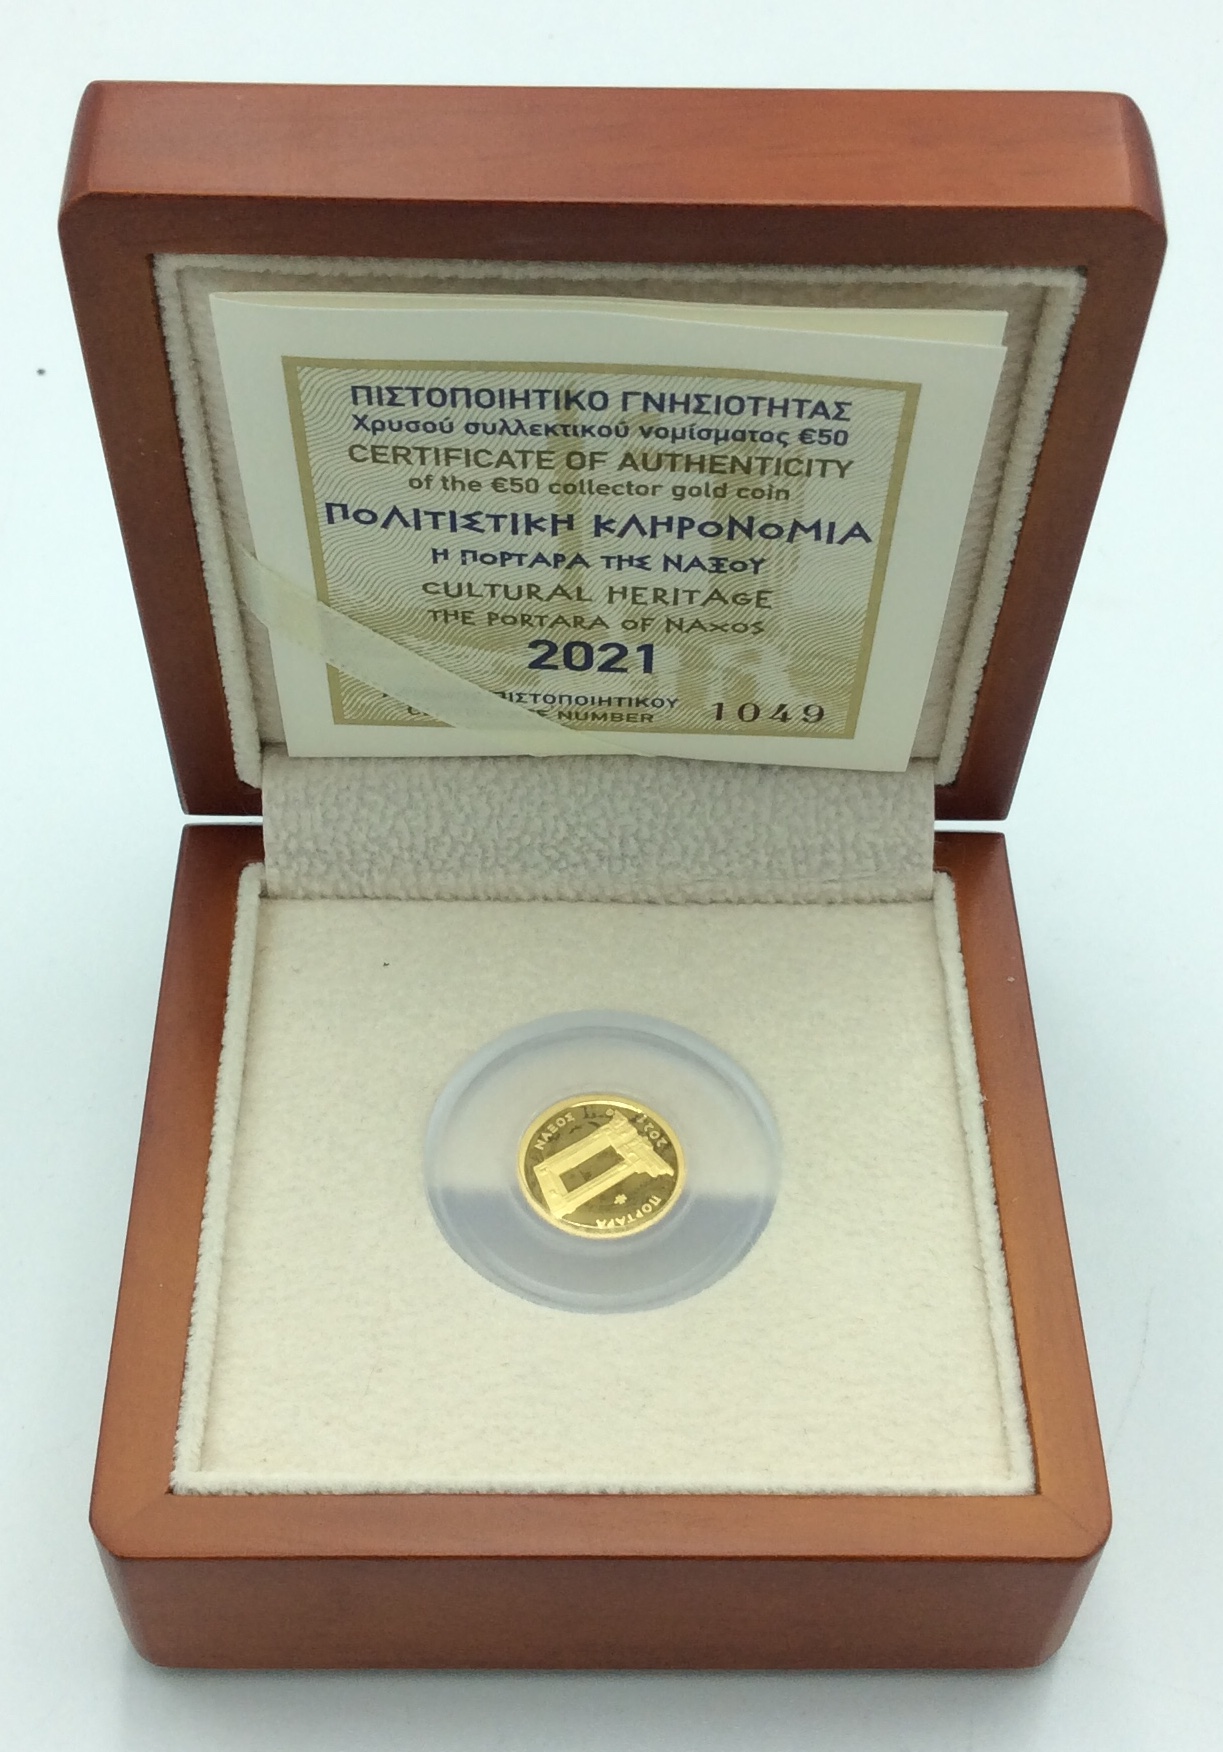 ΠΙΣΤΟΠΟΙΗΤΙΚΟ ΓΝΗΣΙΟΤΗΤΑΣ
Χρυσού συλλεκτικού νομίσματος €50
CERTIFICATE OF AUTHENTICITY
of the €50 collector gold coin
ΠΟΛΙΤΙΣΤΙΚΗ ΚΛΗΡΟΝΟΜΙΑ
Η ΠΟΡΤΑΡΑ ΤΗΣ ΝΑΞΟΥ
CULTURAL HERITAGE
THE PORTARA OF NAXOS
2021
NUMBER 1049
ΝΑΞΟΣ
2021
ΠΟΡΤΑΡΑ